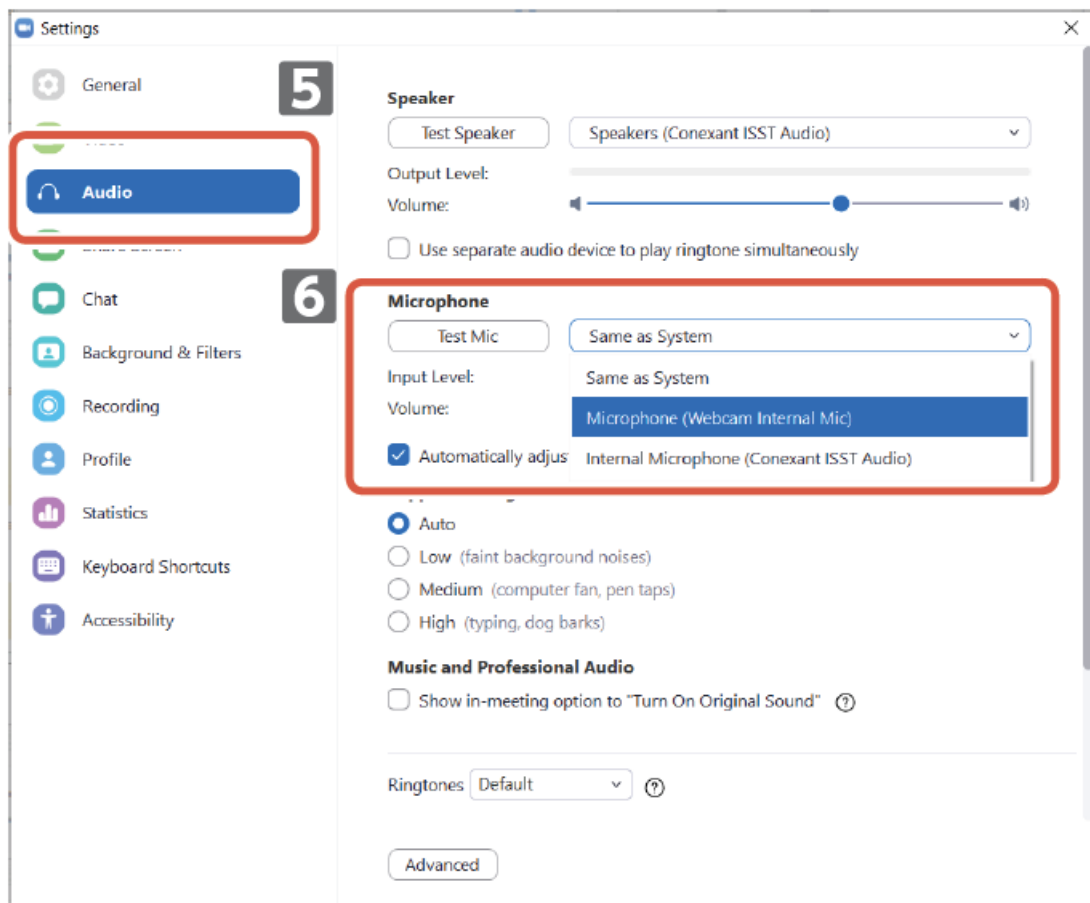 Settings
General
5
Audio
Chat
Background & Filters
Recording
Profile
Statistics
Keyboard Shortcuts
Accessibility
Speaker
Test Speaker
Speakers (Conexant ISST Audio)
Output Level:
Volume:
Use separate audio device to play ringtone simultaneously
6
Microphone
Test Mic
Same as System
Input Level:
Same as System
Volume:
Microphone (Webcam Internal Mic)
Automatically adjus
Internal Microphone (Conexant ISST Audio)
Auto
Low (faint background noises)
Medium (computer fan, pen taps)
High (typing, dog barks)
Music and Professional Audio
Show in-meeting option to "Turn On Original Sound" ?
Ringtones Default ?
Advanced